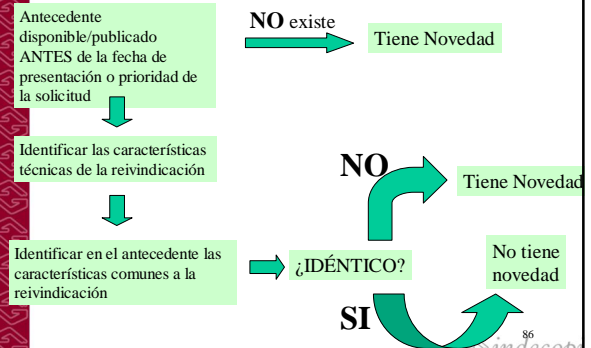 Antecedente
disponible/publicado
ANTES de la fecha de
presentación o prioridad de
la solicitud
NO existe
Tiene Novedad
Identificar las características
técnicas de la reivindicación
NO
Tiene Novedad
Identificar en el antecedente las
características comunes a la
reivindicación
¿IDÉNTICO?
No tiene
novedad
SI
86